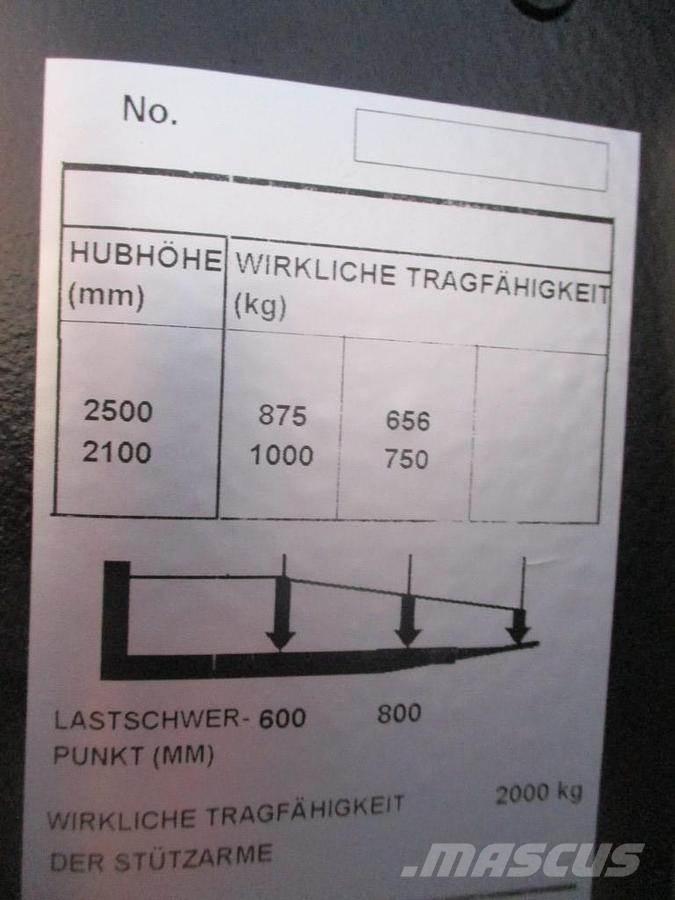 No.
HUBHÖHE WIRKLICHE TRAGFÄHIGKEIT
(mm) (kg)
2500 875 656
2100 1000 750
LASTSCHWER- 600 800
PUNKT (MM)
WIRKLICHE TRAGFÄHIGKEIT 2000 kg
DER STÜTZARME
.MASCUS